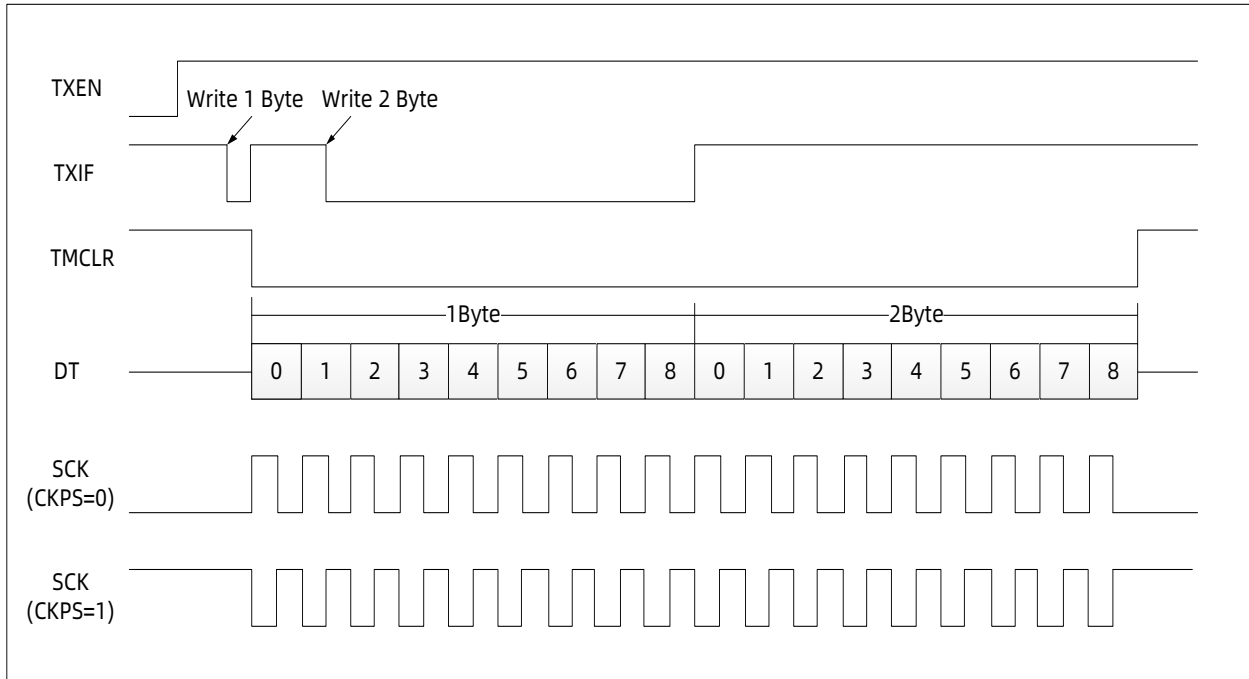 TXEN
Write 1 Byte Write 2 Byte
TXIF
TMCLR
1Byte 2Byte
DT 0 1 2 3 4 5 6 7 8 0 1 2 3 4 5 6 7 8
SCK
(CKPS=0)
SCK
(CKPS=1)